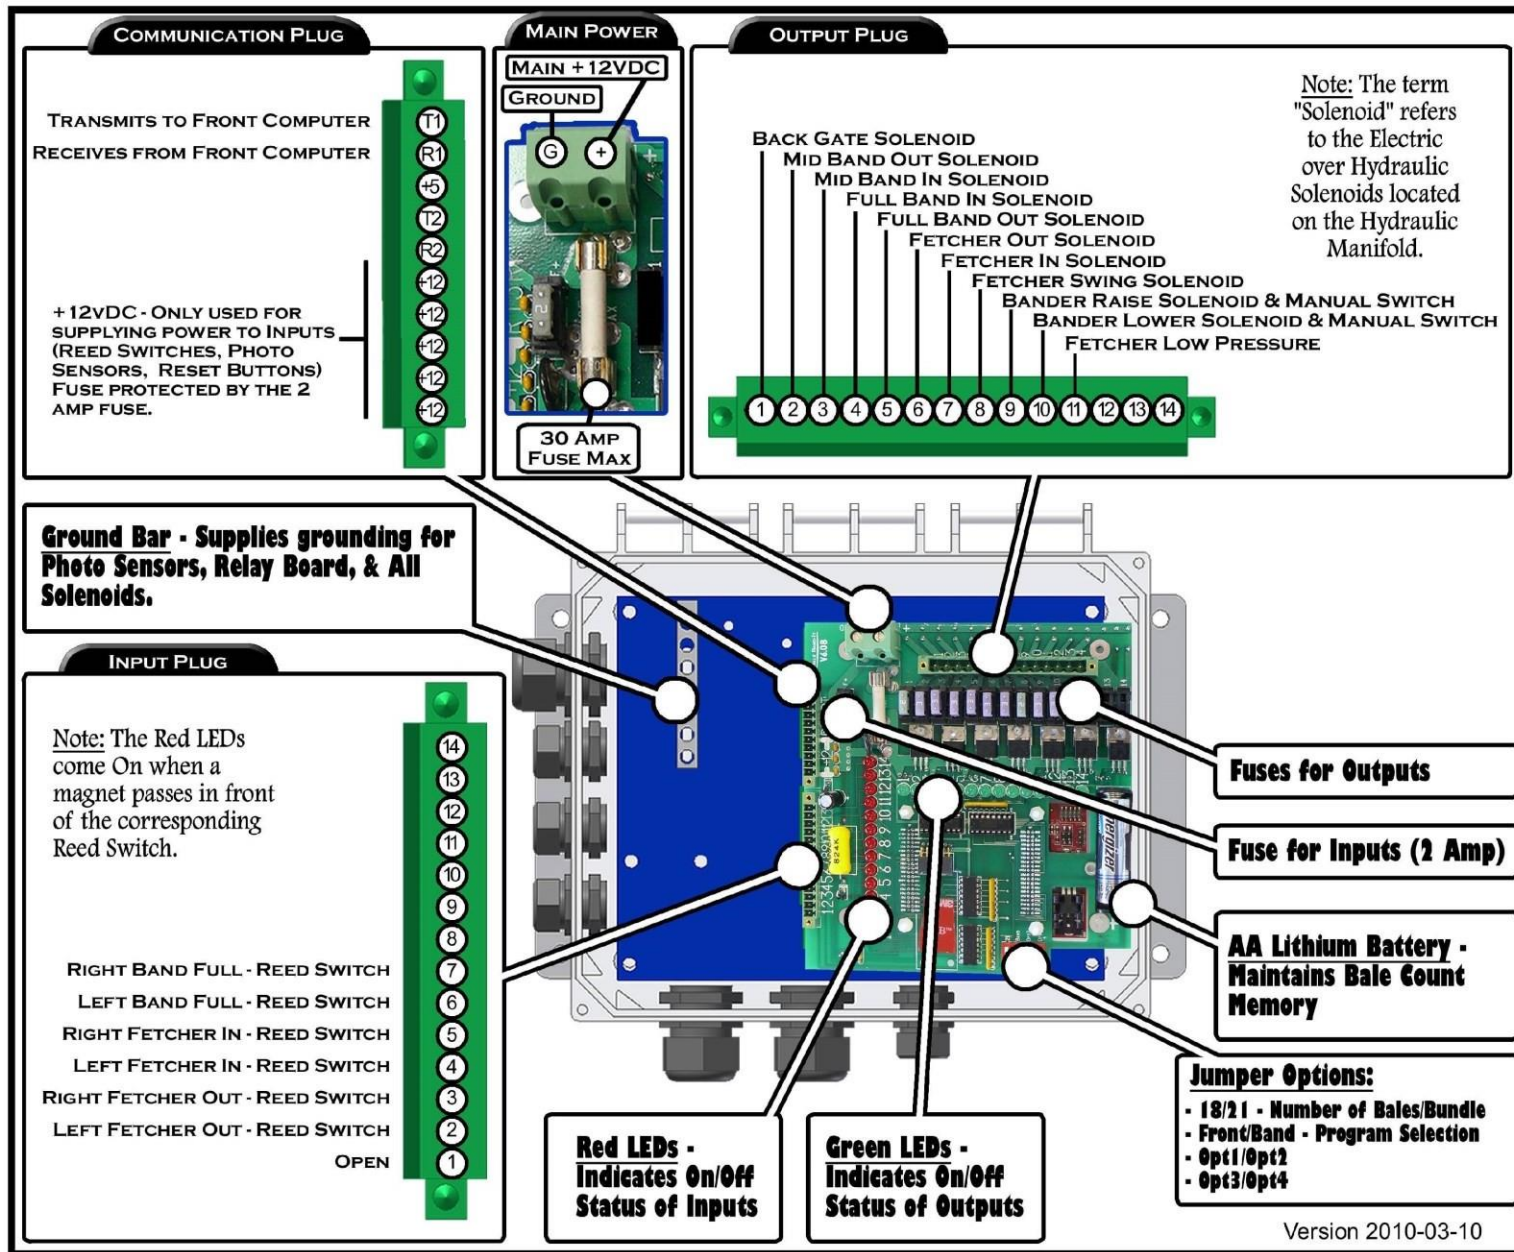 COMMUNICATION PLUG
TRANSMITS TO FRONT COMPUTER
RECEIVES FROM FRONT COMPUTER
T1
R1
+5
T2
R2
+12
+12
+12
+12
+12
+12VDC - ONLY USED FOR
SUPPLYING POWER TO INPUTS
(REED SWITCHES, PHOTO
SENSORS, RESET BUTTONS)
FUSE PROTECTED BY THE 2
AMP FUSE.
MAIN POWER
MAIN +12VDC
GROUND
G
+
30 AMP
FUSE MAX
OUTPUT PLUG
Note: The term
"Solenoid" refers
to the Electric
over Hydraulic
Solenoids located
on the Hydraulic
Manifold.
BACK GATE SOLENOID
MID BAND OUT SOLENOID
MID BAND IN SOLENOID
FULL BAND IN SOLENOID
FULL BAND OUT SOLENOID
FETCHER OUT SOLENOID
FETCHER IN SOLENOID
FETCHER SWING SOLENOID
BANDER RAISE SOLENOID & MANUAL SWITCH
BANDER LOWER SOLENOID & MANUAL SWITCH
FETCHER LOW PRESSURE
1 2 3 4 5 6 7 8 9 10 11 12 13 14
Ground Bar - Supplies grounding for
Photo Sensors, Relay Board, & All
Solenoids.
INPUT PLUG
Note: The Red LEDs
come On when a
magnet passes in front
of the corresponding
Reed Switch.
14
13
12
11
10
9
8
RIGHT BAND FULL - REED SWITCH 7
LEFT BAND FULL - REED SWITCH 6
RIGHT FETCHER IN - REED SWITCH 5
LEFT FETCHER IN - REED SWITCH 4
RIGHT FETCHER OUT - REED SWITCH 3
LEFT FETCHER OUT - REED SWITCH 2
OPEN 1
V4.08
energizer
Fuses for Outputs
Fuse for Inputs (2 Amp)
AA Lithium Battery -
Maintains Bale Count
Memory
Jumper Options:
- 18/21 - Number of Bales/Bundle
- Front/Band - Program Selection
- Opt1/Opt2
- Opt3/Opt4
Red LEDs -
Indicates On/Off
Status of Inputs
Green LEDs -
Indicates On/Off
Status of Outputs
Version 2010-03-10